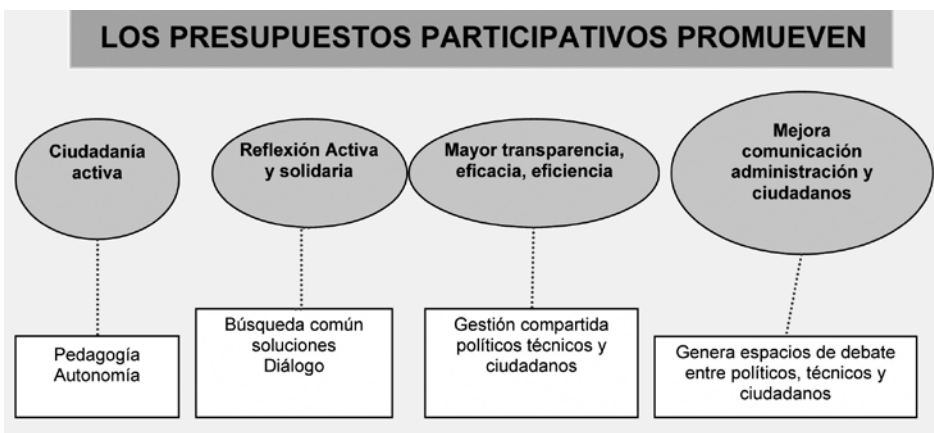 LOS PRESUPUESTOS PARTICIPATIVOS PROMUEVEN
Ciudadanía
activa
Reflexión Activa
y solidaria
Mayor transparencia,
eficacia, eficiencia
Mejora
comunicación
administración y
ciudadanos
Pedagogía
Autonomía
Búsqueda común
soluciones
Diálogo
Gestión compartida
políticos técnicos y
ciudadanos
Genera espacios de debate
entre políticos, técnicos y
ciudadanos